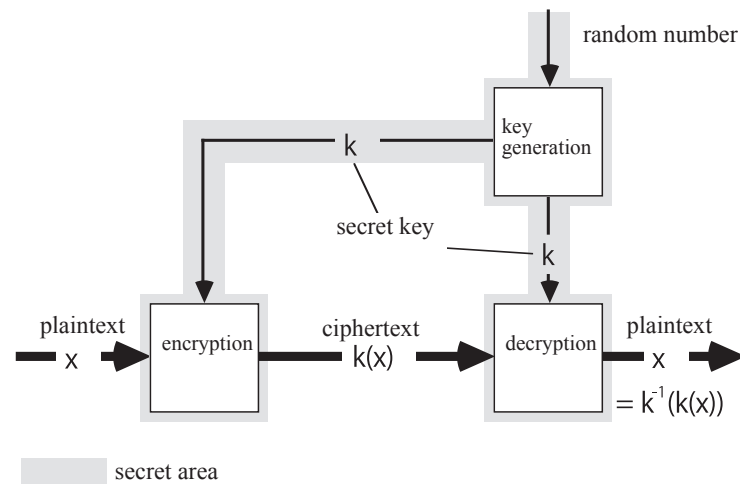 random number
key
generation
k
secret key
k
plaintext
x
encryption
ciphertext
k(x)
decryption
plaintext
x
= k⁻¹(k(x))
secret area